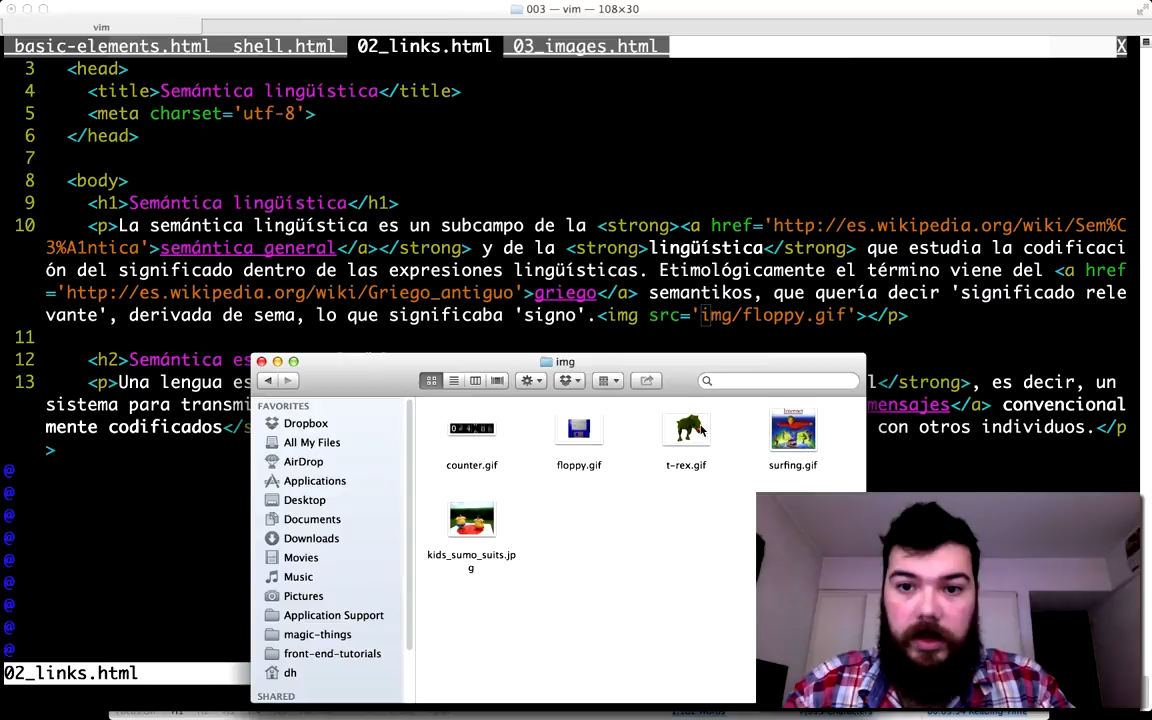 003 — vim — 108×30
vim
basic-elements.html shell.html 02_links.html 03_images.html X
3 <head>
4 <title>Semántica lingüística</title>
5 <meta charset='utf-8'>
6 </head>
7
8 <body>
9 <h1>Semántica lingüística</h1>
10 <p>La semántica lingüística es un subcampo de la <strong><a href='http://es.wikipedia.org/wiki/Sem%C
3%A1ntica'>semántica general</a></strong> y de la <strong>lingüística</strong> que estudia la codificaci
ón del significado dentro de las expresiones lingüísticas. Etimológicamente el término viene del <a href
='http://es.wikipedia.org/wiki/Griego_antiguo'>griego</a> semantikos, que quería decir 'significado rele
vante', derivada de sema, lo que significaba 'signo'.<img src='img/floppy.gif'></p>
11
12 <h2>Semántica es
13 <p>Una lengua es l</strong>, es decir, un
sistema para transmi mensajes</a> convencional
mente codificados</s con otros individuos.</p
>
@
@
@
@
@
@
@
@
@
02_links.html
img
FAVORITES
Dropbox
All My Files
AirDrop
Applications
Desktop
Documents
Downloads
Movies
Music
Pictures
Application Support
magic-things
front-end-tutorials
dh
SHARED
counter.gif floppy.gif t-rex.gif surfing.gif
kids_sumo_suits.jp
g